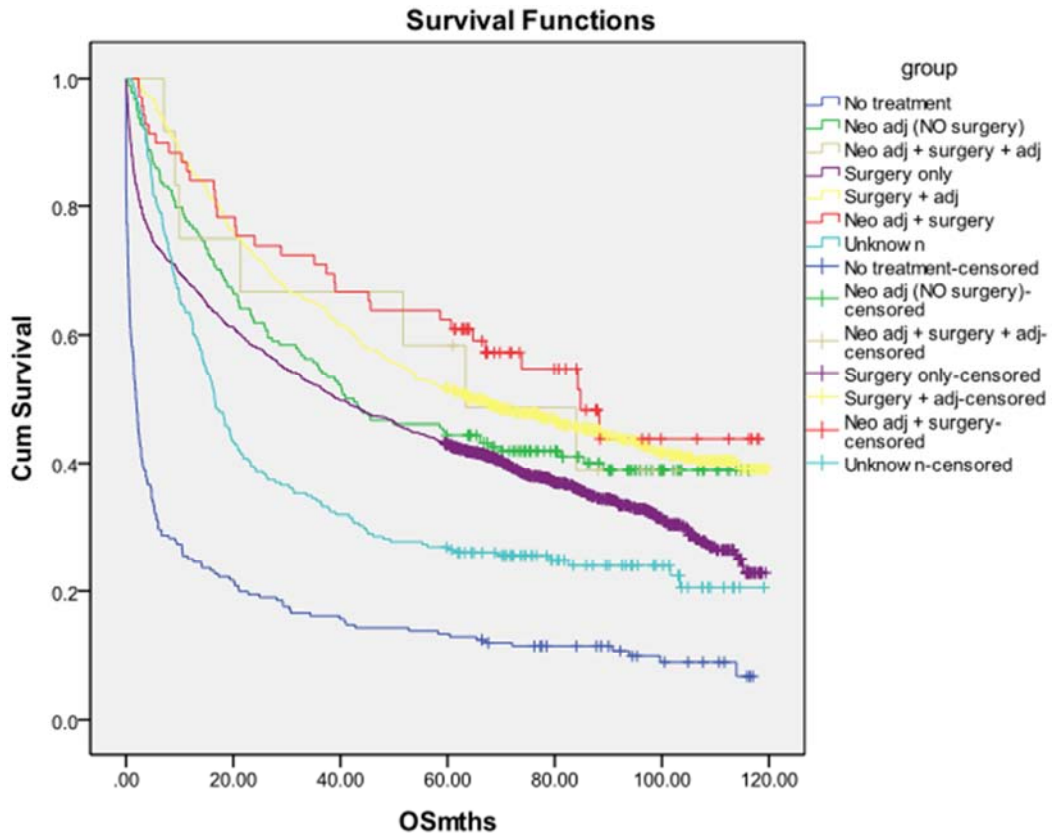 Survival Functions
group
No treatment
Neo adj (NO surgery)
Neo adj + surgery + adj
Surgery only
Surgery + adj
Neo adj + surgery
Unknown
No treatment-censored
Neo adj (NO surgery)-
censored
Neo adj + surgery + adj-
censored
Surgery only-censored
Surgery + adj-censored
Neo adj + surgery-
censored
Unknown-censored
Cum Survival
1.0
0.8
0.6
0.4
0.2
0.0
.00 20.00 40.00 60.00 80.00 100.00 120.00
OSmths